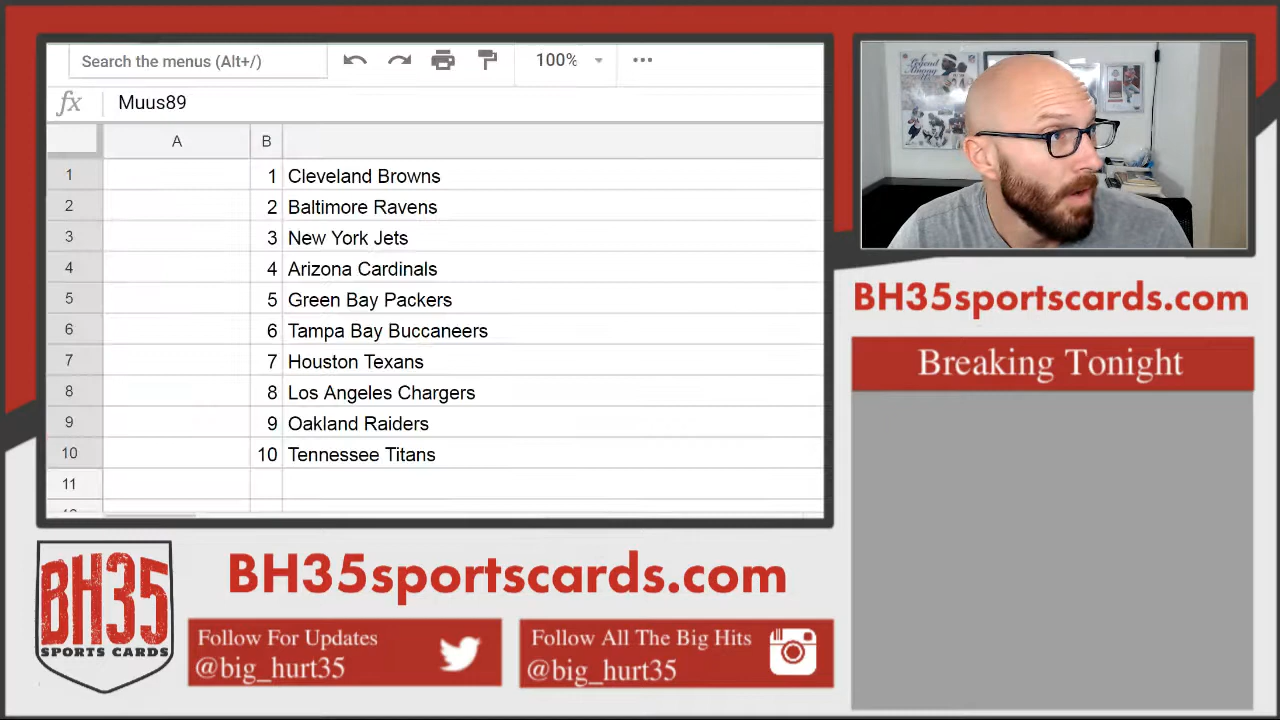 Search the menus (Alt+/)
100%
fx Muus89
A B
1 1 Cleveland Browns
2 2 Baltimore Ravens
3 3 New York Jets
4 4 Arizona Cardinals
5 5 Green Bay Packers
6 6 Tampa Bay Buccaneers
7 7 Houston Texans
8 8 Los Angeles Chargers
9 9 Oakland Raiders
10 10 Tennessee Titans
11
Legend
Among
BH35sportscards.com
Breaking Tonight
BH35
SPORTS CARDS
BH35sportscards.com
Follow For Updates
@big_hurt35
Follow All The Big Hits
@big_hurt35